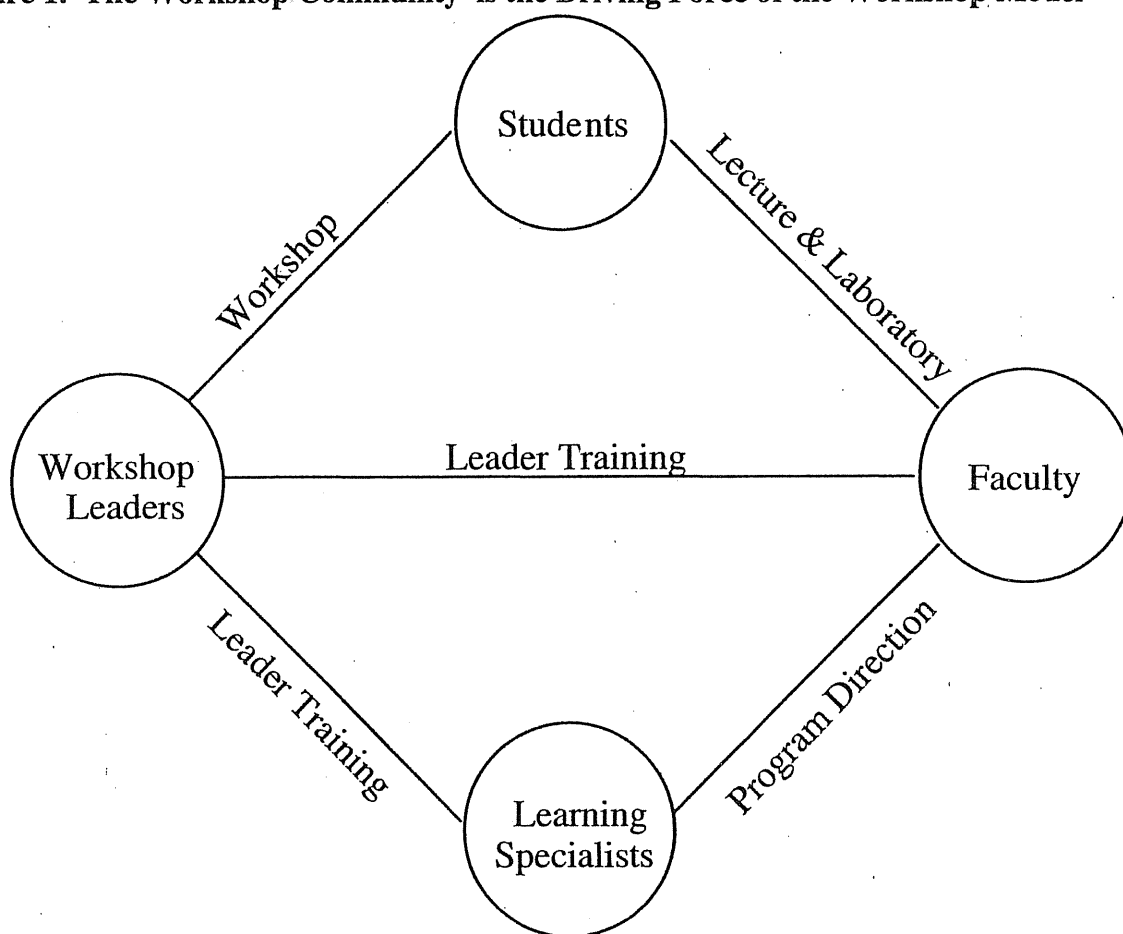 1. The Workshop Community is the Driving Force of the Workshop Model
Students
Lecture & Laboratory
Workshop
Leader Training
Workshop
Leaders
Faculty
Leader Training
Program Direction
Learning
Specialists